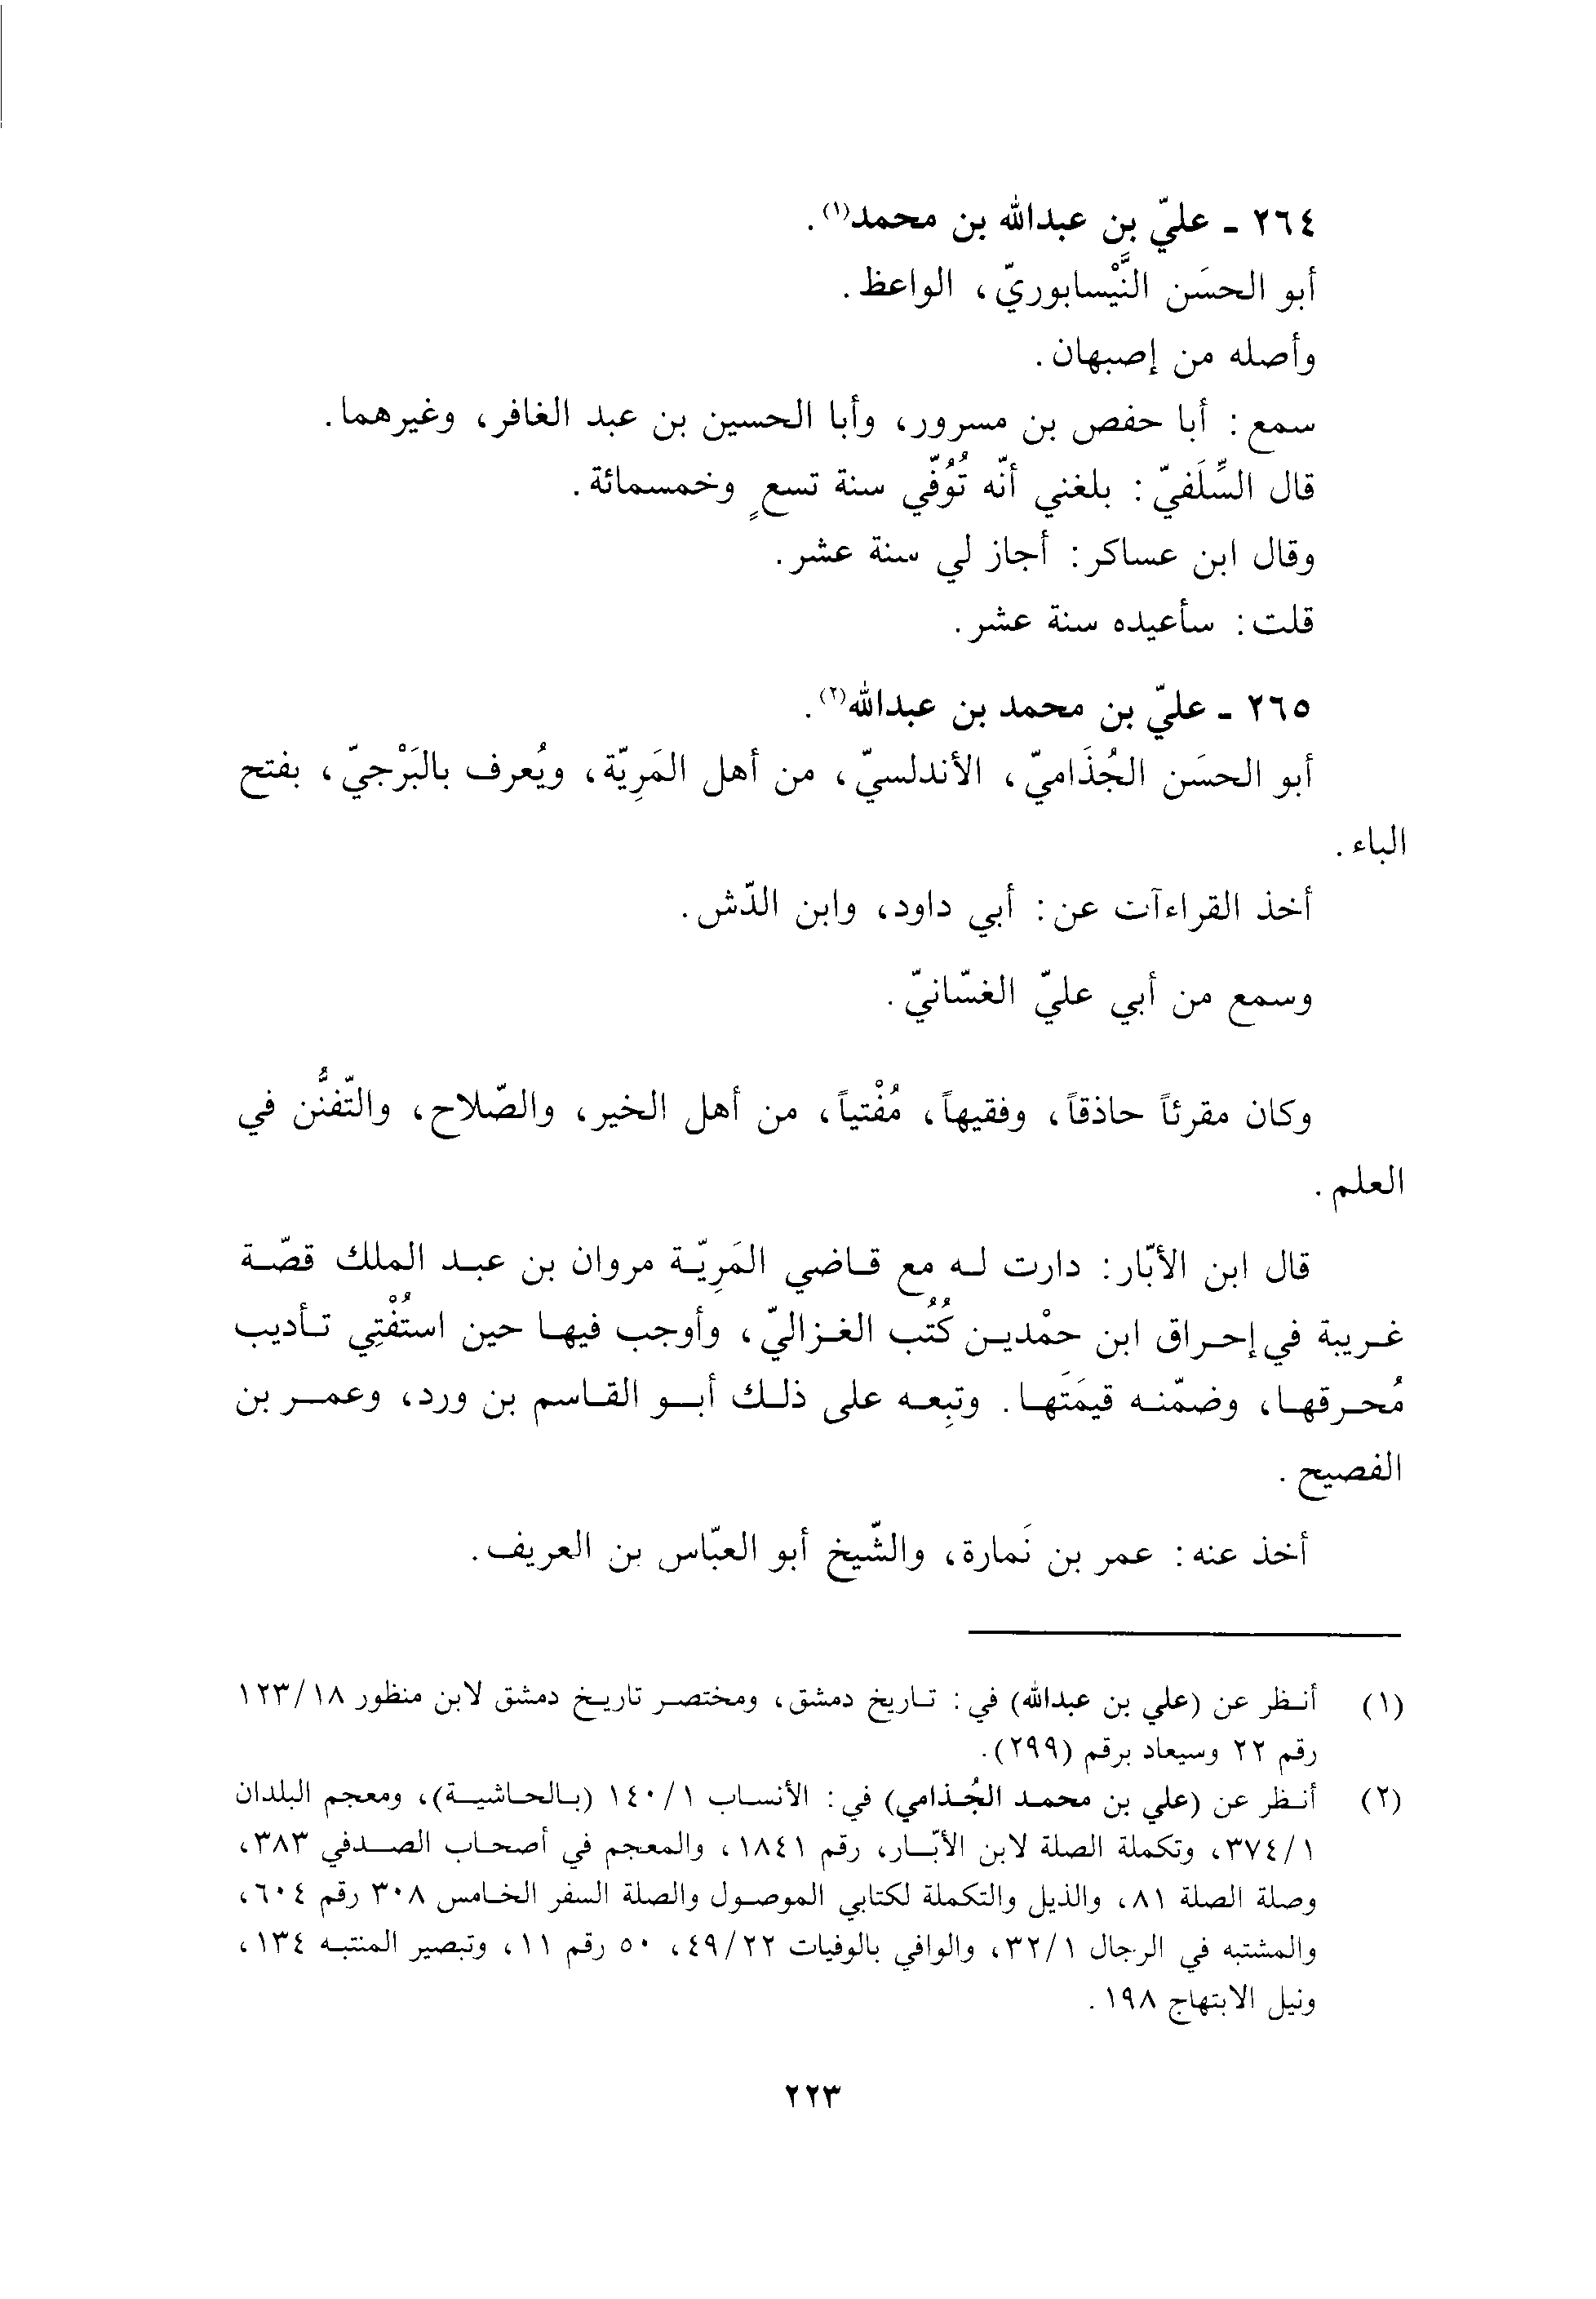 ٢٦٤ ـ عليّ بن عبدالله بن محمد(١).
أبو الحسَن النَّيْسابوريّ، الواعظ.
وأصله من إصبهان.
سمع: أبا حفص بن مسرور، وأبا الحسين بن عبد الغافر، وغيرهما.
قال السِّلَفيّ: بلغني أنّه تُوُفّي سنة تسعٍ وخمسمائة.
وقال ابن عساكر: أجاز لي سنة عشر.
قلت: سأعيده سنة عشر.
٢٦٥ ـ عليّ بن محمد بن عبدالله(٢).
أبو الحسَن الجُذَاميّ، الأندلسيّ، من أهل المَرِيّة، ويُعرف بالبَرْجيّ، بفتح
الباء.
أخذ القراءآت عن: أبي داود، وابن الدّش.
وسمع من أبي عليّ الغسّانيّ.
وكان مقرئاً حاذقاً، وفقيهاً، مُفْتياً، من أهل الخير، والصّلاح، والتّفنُّن في
العلم.
قال ابن الأبّار: دارت له مع قاضي المَرِيّة مروان بن عبد الملك قصّة
غريبة في إحراق ابن حمْدين كُتُب الغزاليّ، وأوجب فيها حين استُفْتِي تأديب
مُحرقها، وضمّنه قيمَتَها. وتبِعه على ذلك أبو القاسم بن ورد، وعمر بن
الفصيح.
أخذ عنه: عمر بن نَمارة، والشّيخ أبو العبّاس بن العريف.
(١) أنظر عن (علي بن عبدالله) في: تاريخ دمشق، ومختصر تاريخ دمشق لابن منظور ١٢٣/١٨
رقم ٢٢ وسيعاد برقم (٢٩٩).
(٢) أنظر عن (علي بن محمد الجُذامي) في: الأنساب ١٤٠/١ (بالحاشية)، ومعجم البلدان
٣٧٤/١، وتكملة الصلة لابن الأبّار، رقم ١٨٤١، والمعجم في أصحاب الصدفي ٣٨٣،
وصلة الصلة ٨١، والذيل والتكملة لكتابي الموصول والصلة السفر الخامس ٣٠٨ رقم ٦٠٤،
والمشتبه في الرجال ٣٢/١، والوافي بالوفيات ٤٩/٢٢، ٥٠ رقم ١١، وتبصير المنتبه ١٣٤،
ونيل الابتهاج ١٩٨.
٢٢٣